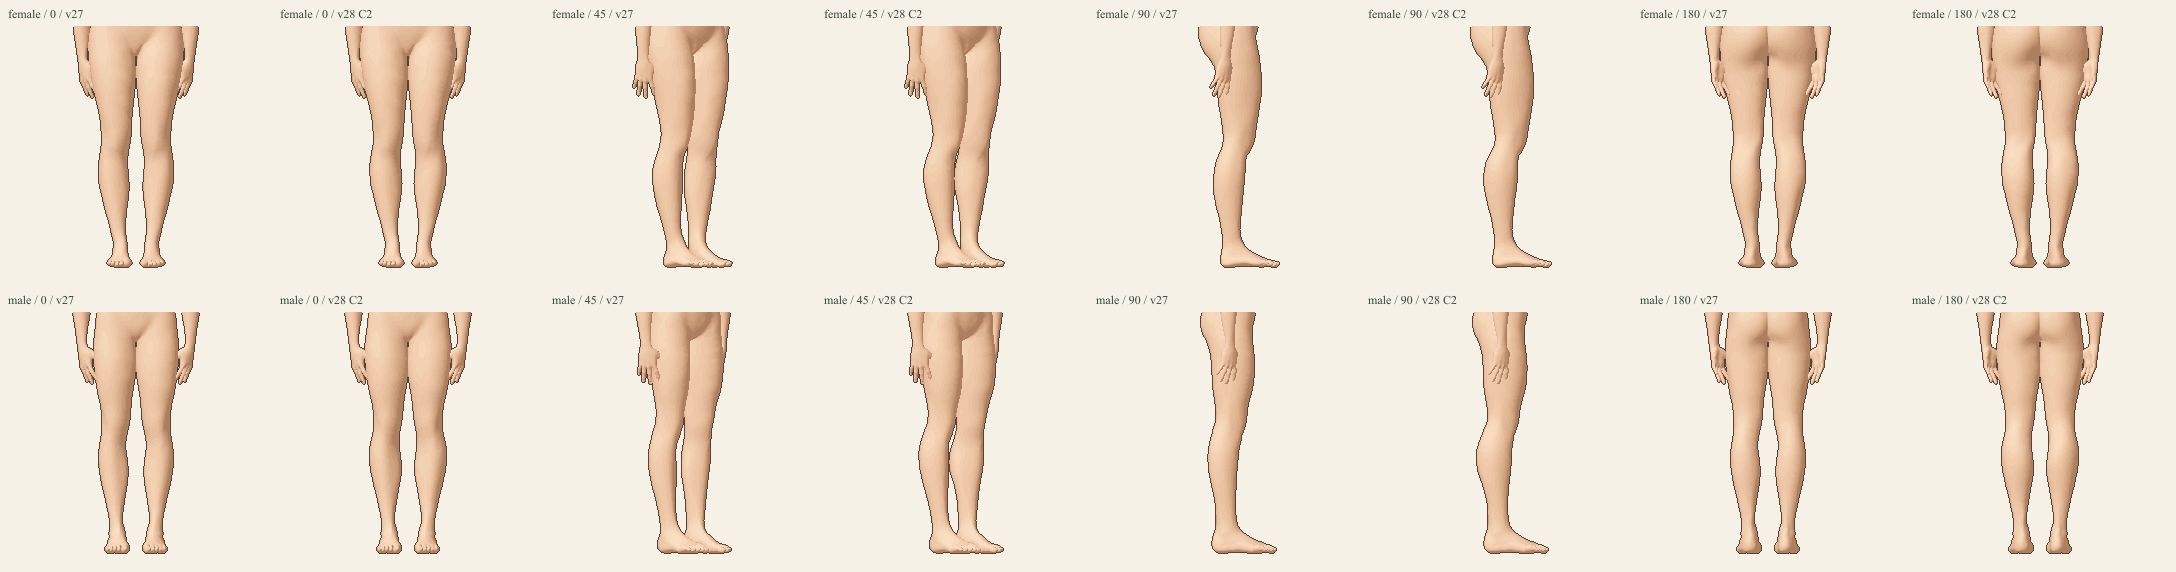 female / 0 / v27
female / 0 / v28 C2
female / 45 / v27
female / 45 / v28 C2
female / 90 / v27
female / 90 / v28 C2
female / 180 / v27
female / 180 / v28 C2
male / 0 / v27
male / 0 / v28 C2
male / 45 / v27
male / 45 / v28 C2
male / 90 / v27
male / 90 / v28 C2
male / 180 / v27
male / 180 / v28 C2